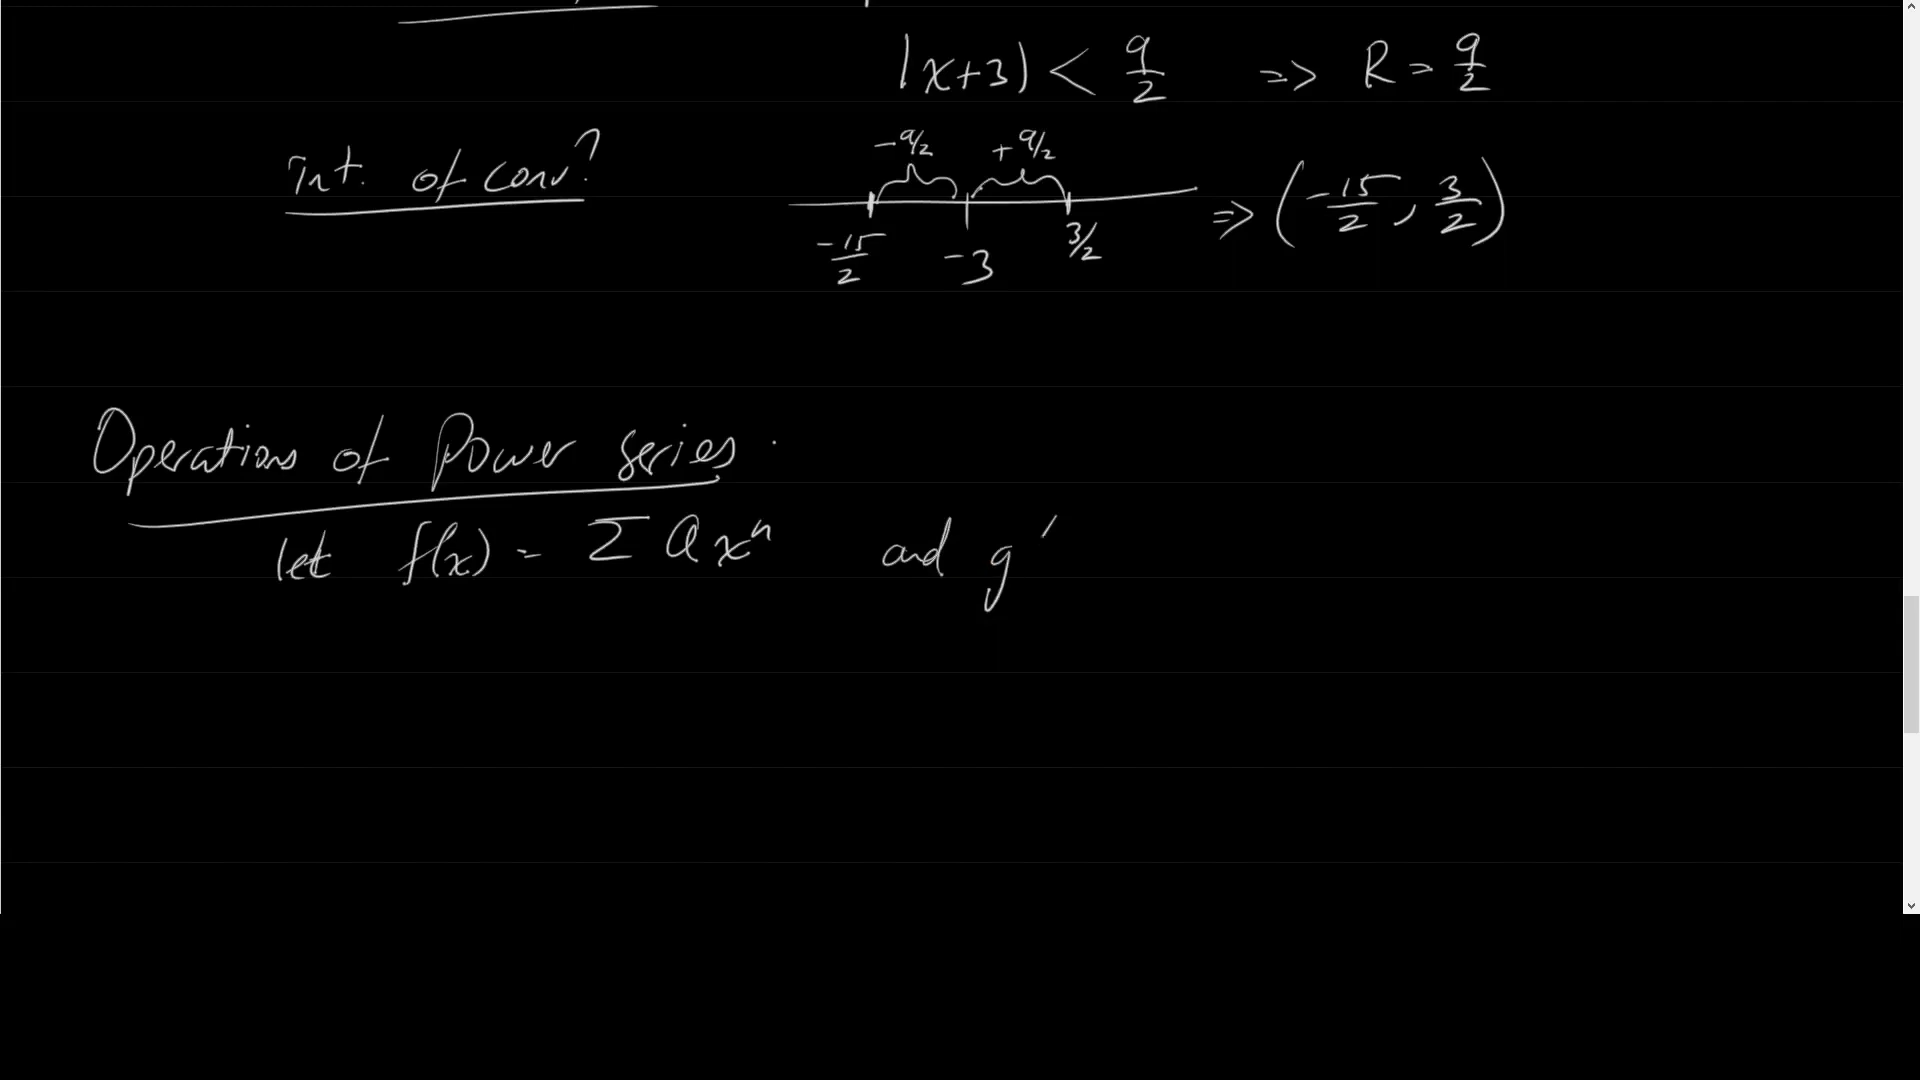 |x+3) < 9/2 => R = 9/2
Int. of conv?
-9/2 +9/2
-15/2 -3 3/2 => (-15/2, 3/2)
Operations of Power series.
let f(x) = Σ a xⁿ and g